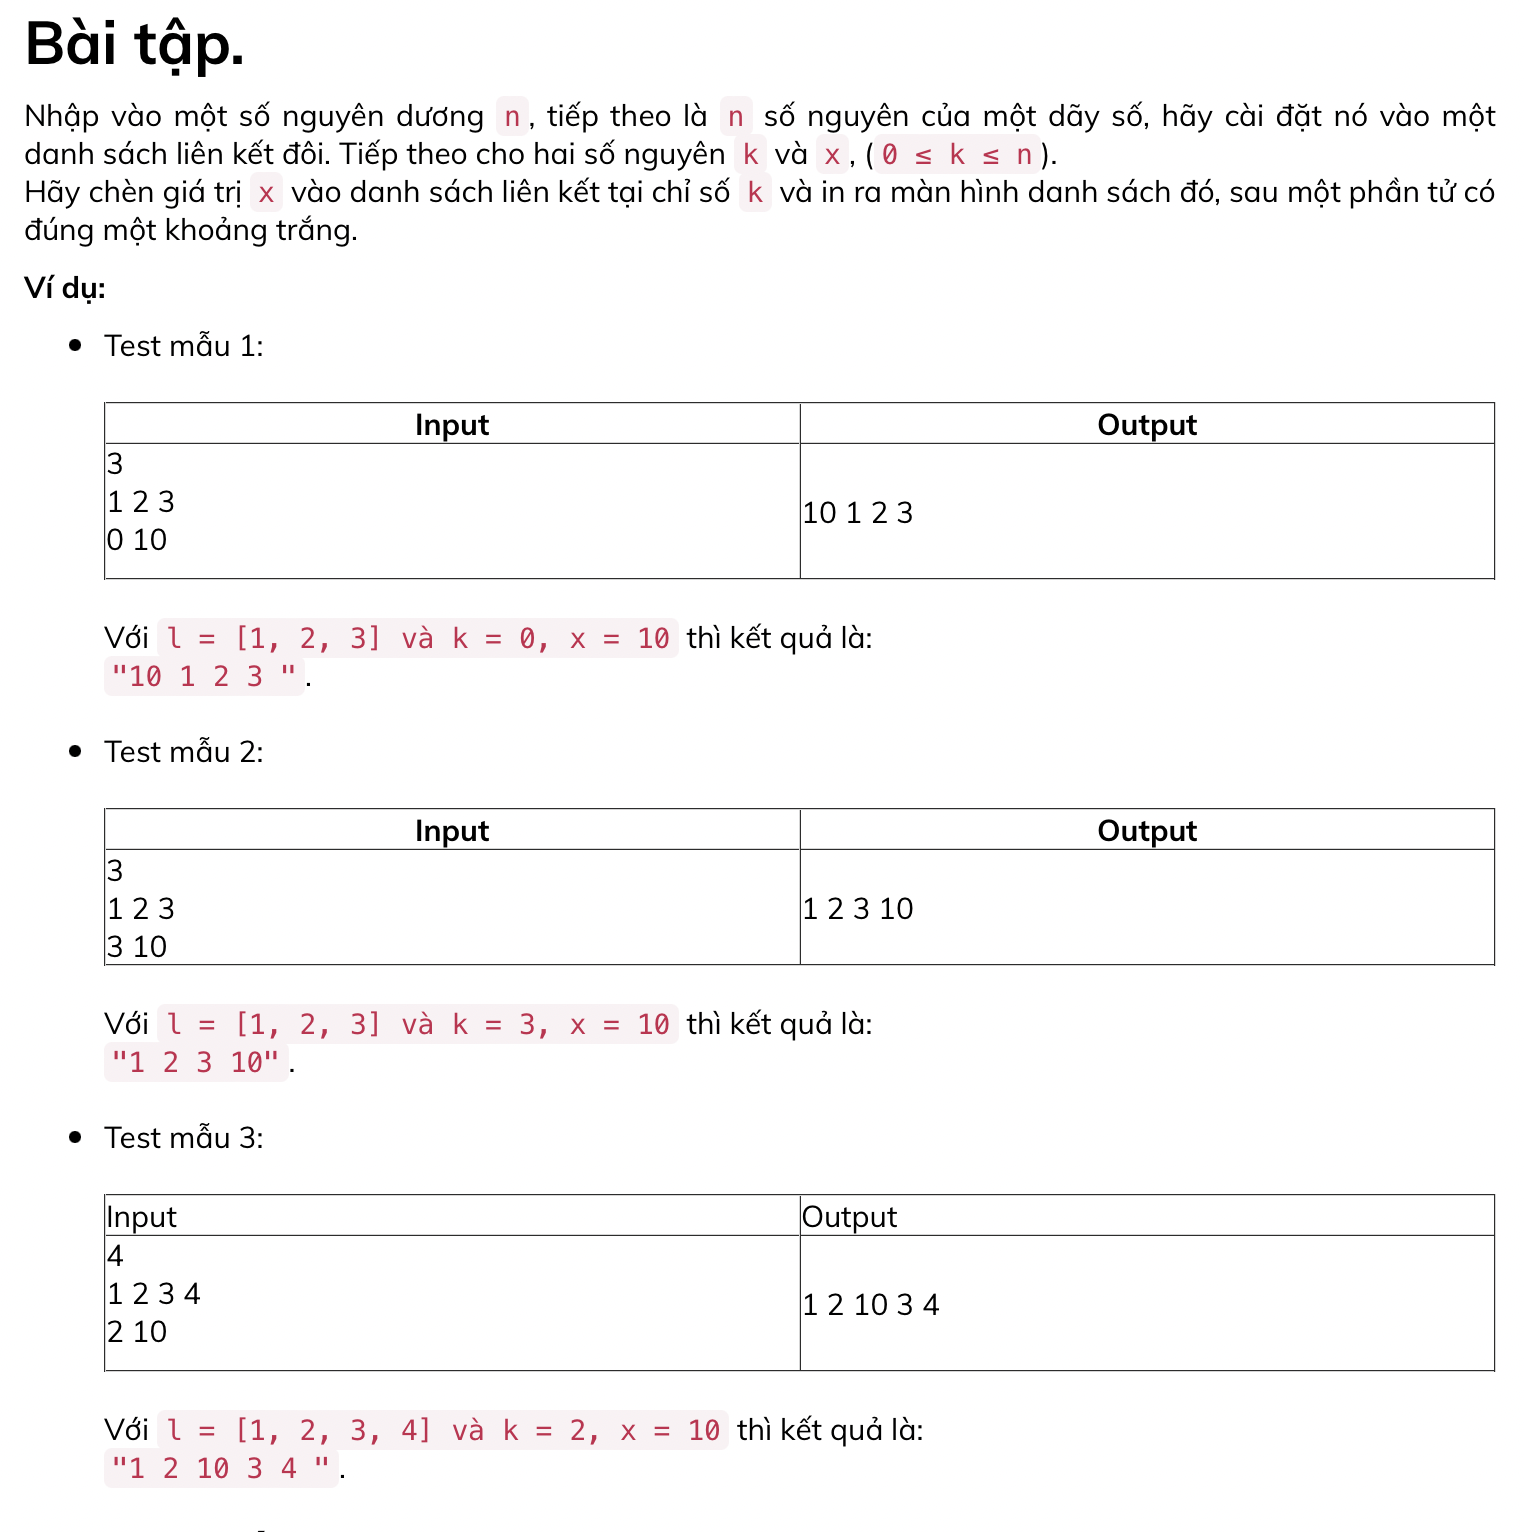 Bài tập.
Nhập vào một số nguyên dương n, tiếp theo là n số nguyên của một dãy số, hãy cài đặt nó vào một
danh sách liên kết đôi. Tiếp theo cho hai số nguyên k và x, (0 ≤ k ≤ n).
Hãy chèn giá trị x vào danh sách liên kết tại chỉ số k và in ra màn hình danh sách đó, sau một phần tử có
đúng một khoảng trắng.
Ví dụ:
Test mẫu 1:
Input Output
3
1 2 3
10 1 2 3
0 10
Với l = [1, 2, 3] và k = 0, x = 10 thì kết quả là:
"10 1 2 3 ".
Test mẫu 2:
Input Output
3
1 2 3 1 2 3 10
3 10
Với l = [1, 2, 3] và k = 3, x = 10 thì kết quả là:
"1 2 3 10".
Test mẫu 3:
Input Output
4
1 2 3 4 1 2 10 3 4
2 10
Với l = [1, 2, 3, 4] và k = 2, x = 10 thì kết quả là:
"1 2 10 3 4 ".